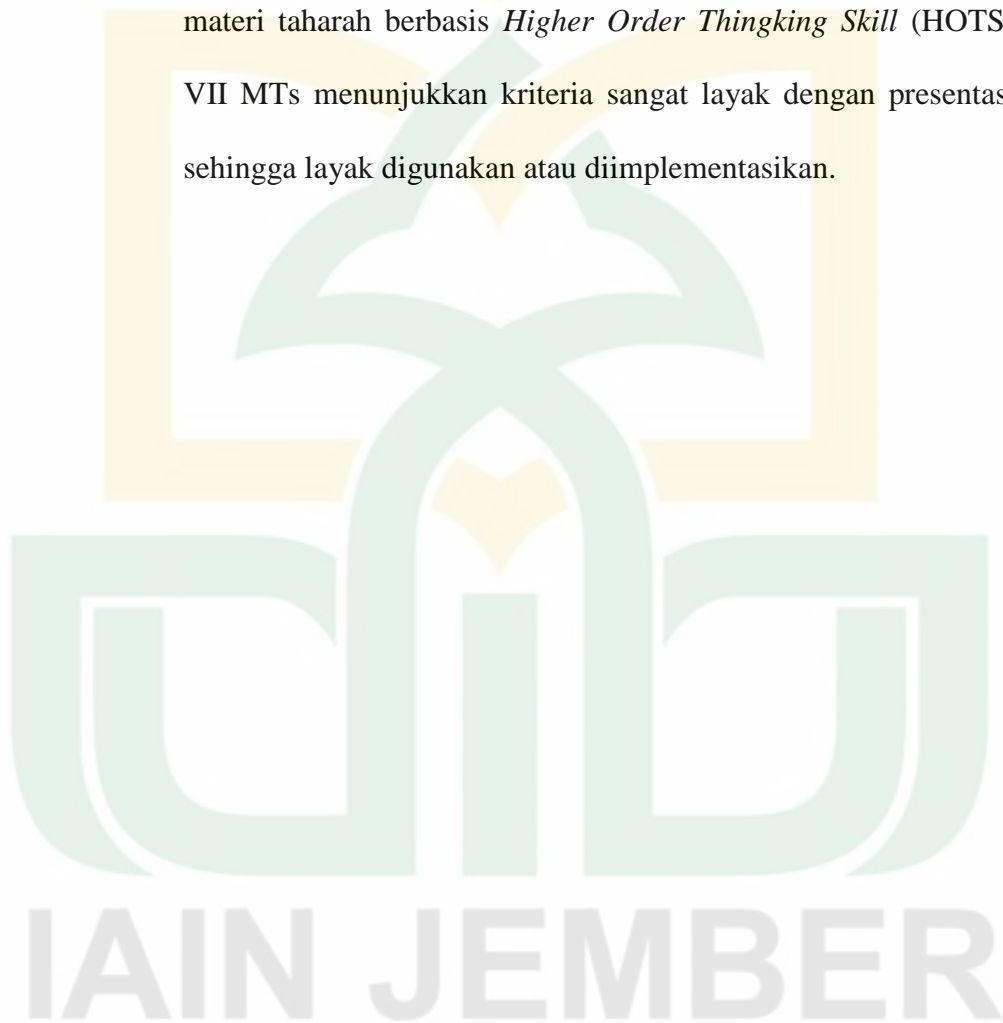 materi taharah berbasis Higher Order Thingking Skill (HOTS
VII MTs menunjukkan kriteria sangat layak dengan presentas
sehingga layak digunakan atau diimplementasikan.
IAIN JEMBER